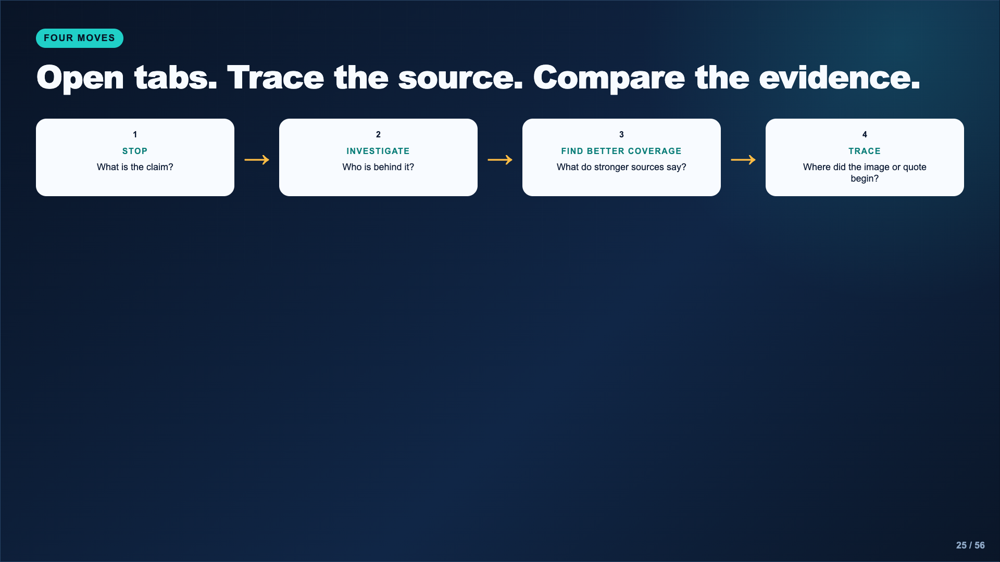 FOUR MOVES
Open tabs. Trace the source. Compare the evidence.
1
STOP
What is the claim?
→
2
INVESTIGATE
Who is behind it?
→
3
FIND BETTER COVERAGE
What do stronger sources say?
→
4
TRACE
Where did the image or quote
begin?
25 / 56